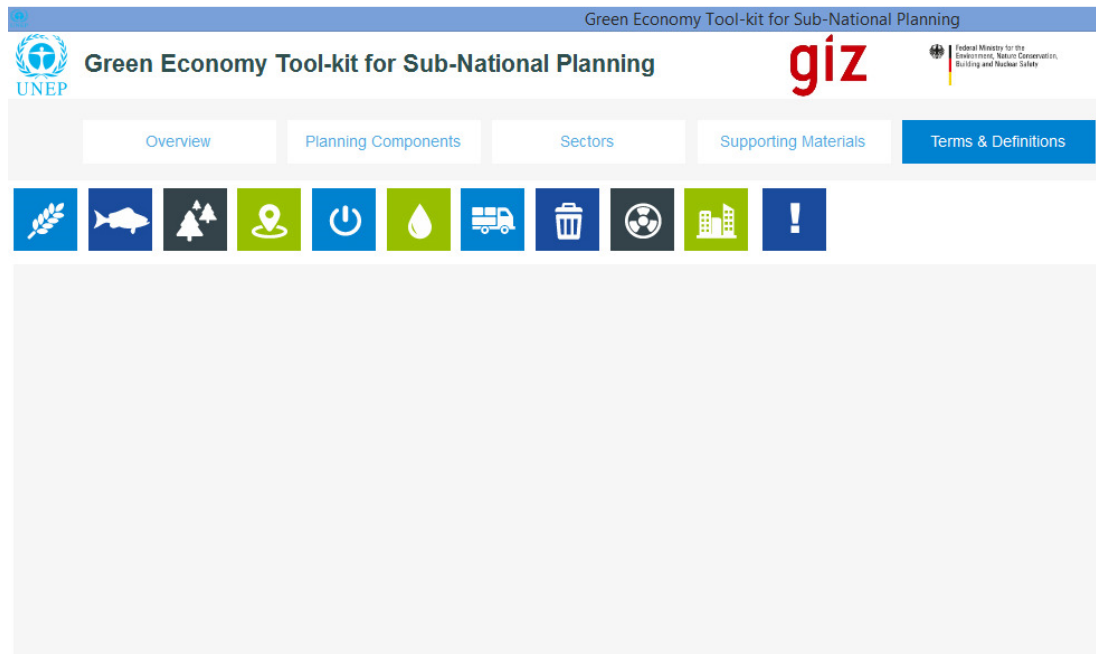 Green Economy Tool-kit for Sub-National Planning
UNEP
Green Economy Tool-kit for Sub-National Planning
giz
Federal Ministry for the
Environment, Nature Conservation,
Building and Nuclear Safety
Overview
Planning Components
Sectors
Supporting Materials
Terms & Definitions
!